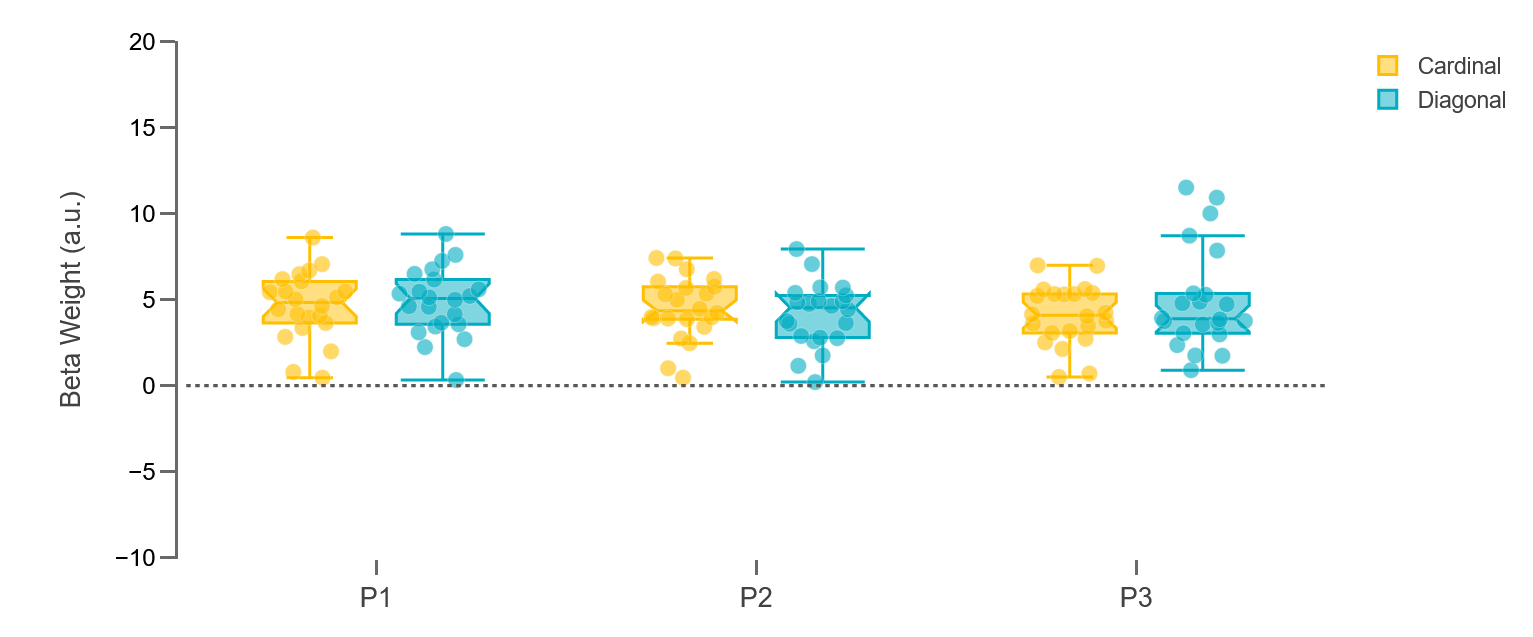 20
15
10
5
0
−5
−10
Beta Weight (a.u.)
P1
P2
P3
Cardinal
Diagonal